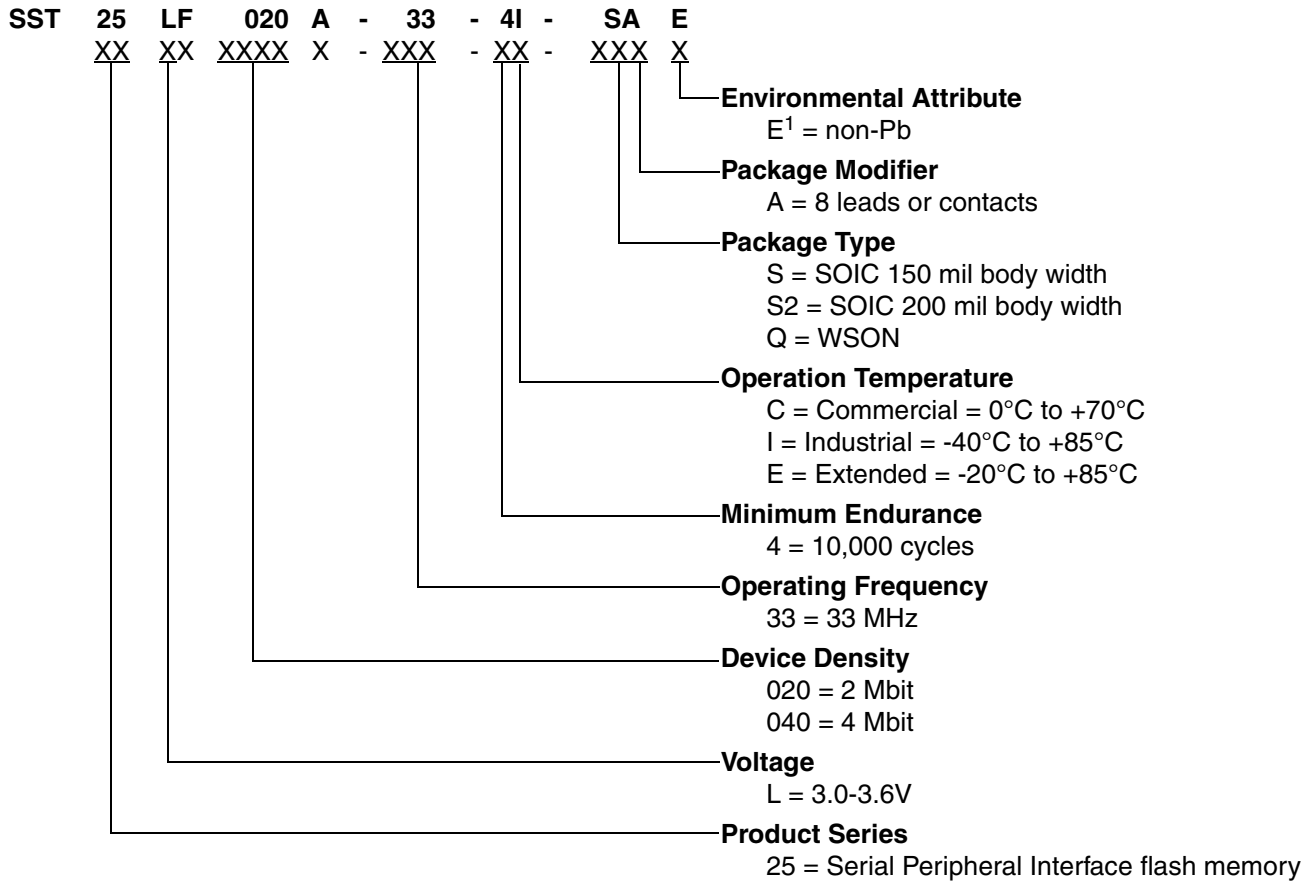 SST 25 LF 020 A - 33 - 4I - SA E
XX XX XXXX X - XXX - XX - XXX X
Environmental Attribute
E1 = non-Pb
Package Modifier
A = 8 leads or contacts
Package Type
S = SOIC 150 mil body width
S2 = SOIC 200 mil body width
Q = WSON
Operation Temperature
C = Commercial = 0°C to +70°C
I = Industrial = -40°C to +85°C
E = Extended = -20°C to +85°C
Minimum Endurance
4 = 10,000 cycles
Operating Frequency
33 = 33 MHz
Device Density
020 = 2 Mbit
040 = 4 Mbit
Voltage
L = 3.0-3.6V
Product Series
25 = Serial Peripheral Interface flash memory